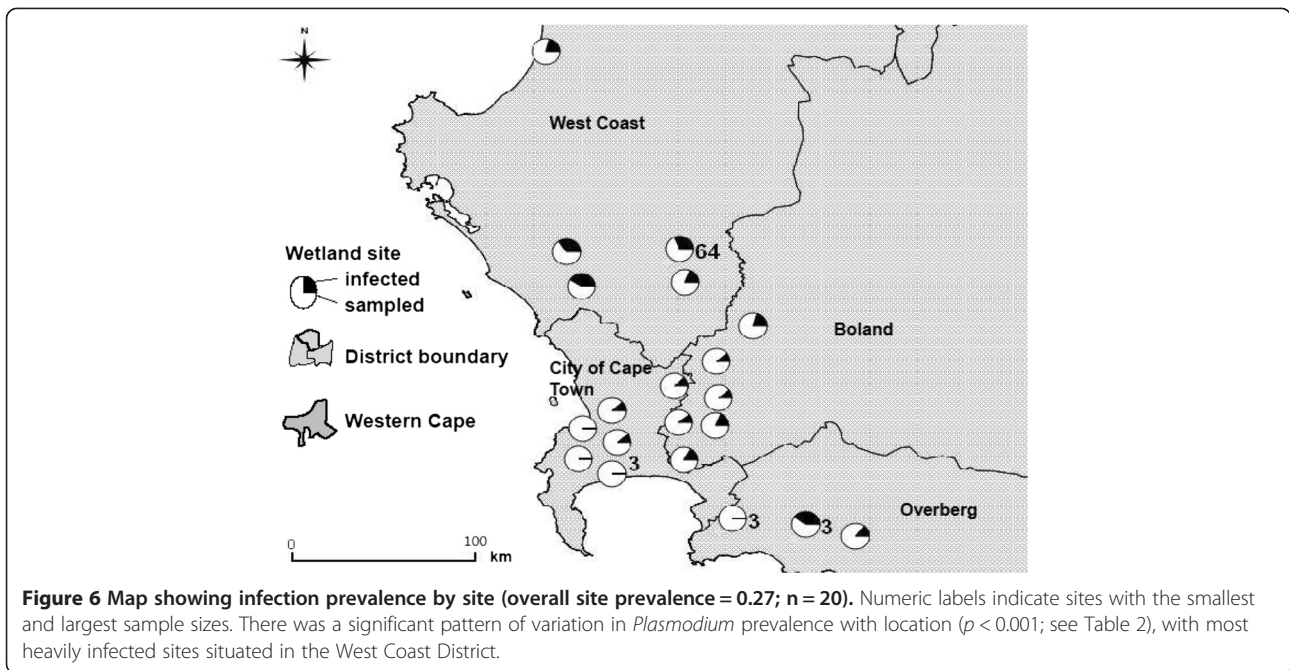 N
West Coast
64
Wetland site
infected
sampled
Boland
District boundary
City of Cape
Town
Western Cape
3
3
3
Overberg
0 100
km
Figure 6 Map showing infection prevalence by site (overall site prevalence = 0.27; n = 20). Numeric labels indicate sites with the smallest
and largest sample sizes. There was a significant pattern of variation in Plasmodium prevalence with location (p < 0.001; see Table 2), with most
heavily infected sites situated in the West Coast District.